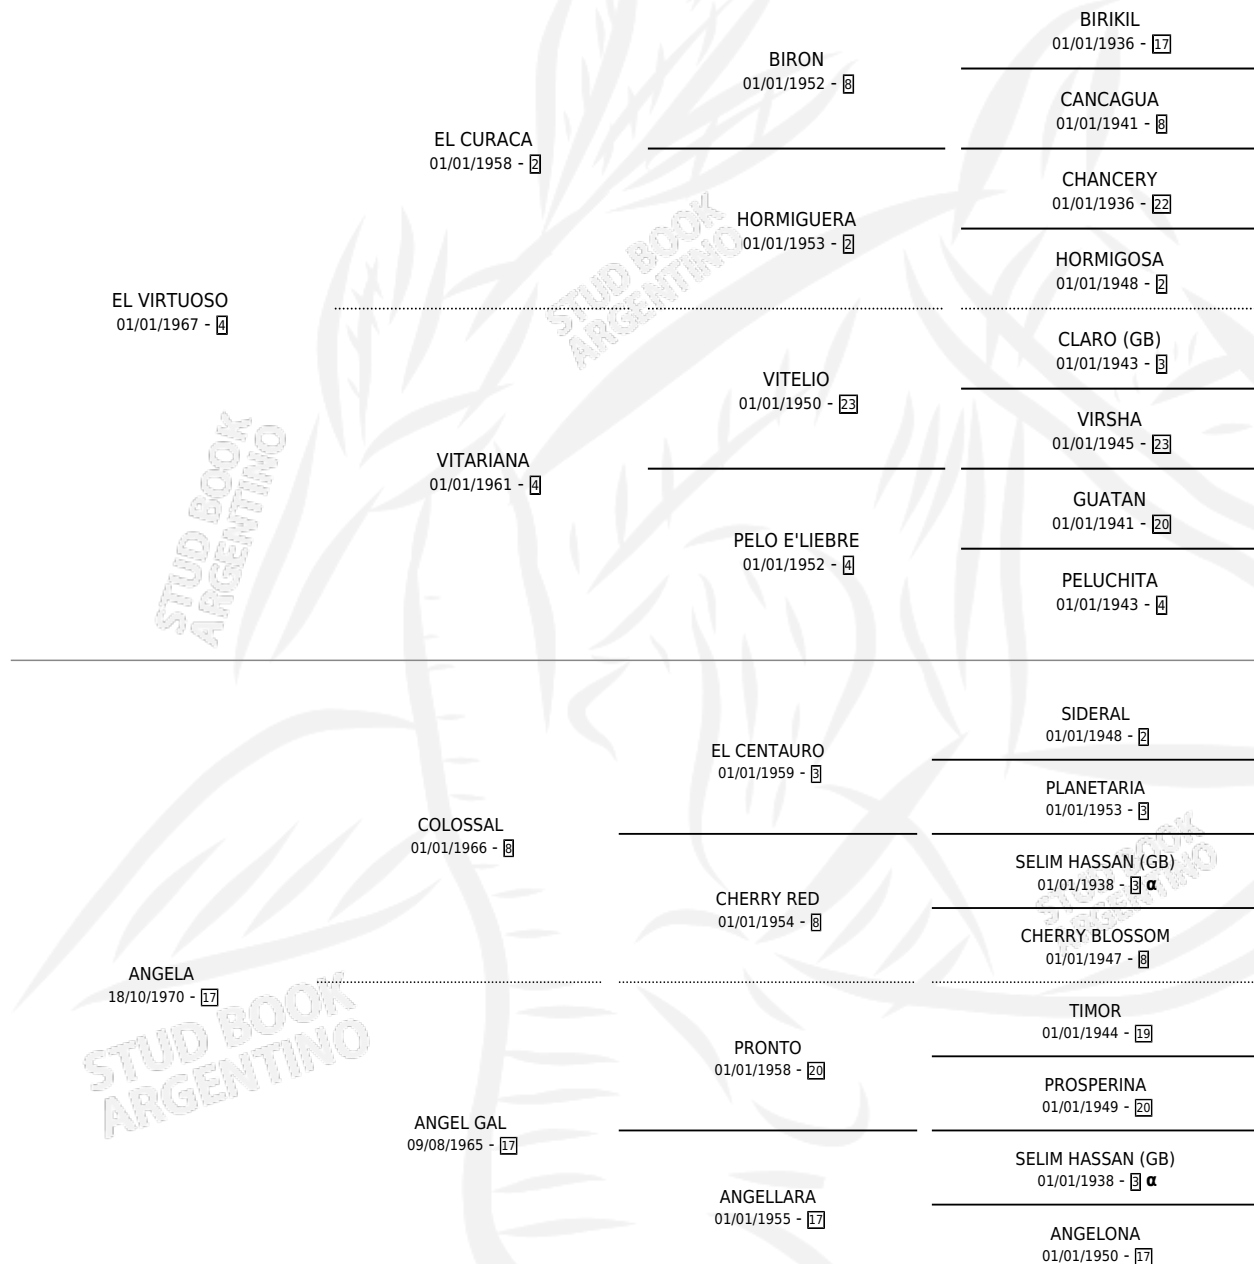 BIRIKIL
01/01/1936 - 17
BIRON
01/01/1952 - 8
CANCAGUA
01/01/1941 - 8
EL CURACA
01/01/1958 - 2
CHANCERY
01/01/1936 - 22
HORMIGUERA
01/01/1953 - 2
HORMIGOSA
01/01/1948 - 2
EL VIRTUOSO
01/01/1967 - 4
CLARO (GB)
01/01/1943 - 3
VITELIO
01/01/1950 - 23
VIRSHA
01/01/1945 - 23
VITARIANA
01/01/1961 - 4
GUATAN
01/01/1941 - 20
PELO E'LIEBRE
01/01/1952 - 4
PELUCHITA
01/01/1943 - 4
SIDERAL
01/01/1948 - 2
EL CENTAURO
01/01/1959 - 3
PLANETARIA
01/01/1953 - 3
COLOSSAL
01/01/1966 - 8
SELIM HASSAN (GB)
01/01/1938 - 3 α
CHERRY RED
01/01/1954 - 8
CHERRY BLOSSOM
01/01/1947 - 8
ANGELA
18/10/1970 - 17
TIMOR
01/01/1944 - 19
PRONTO
01/01/1958 - 20
PROSPERINA
01/01/1949 - 20
ANGEL GAL
09/08/1965 - 17
SELIM HASSAN (GB)
01/01/1938 - 3 α
ANGELLARA
01/01/1955 - 17
ANGELONA
01/01/1950 - 17
STUD BOOK
ARGENTINO
STUD BOOK
ARGENTINO
STUD BOOK
ARGENTINO
STUD BOOK
ARGENTINO